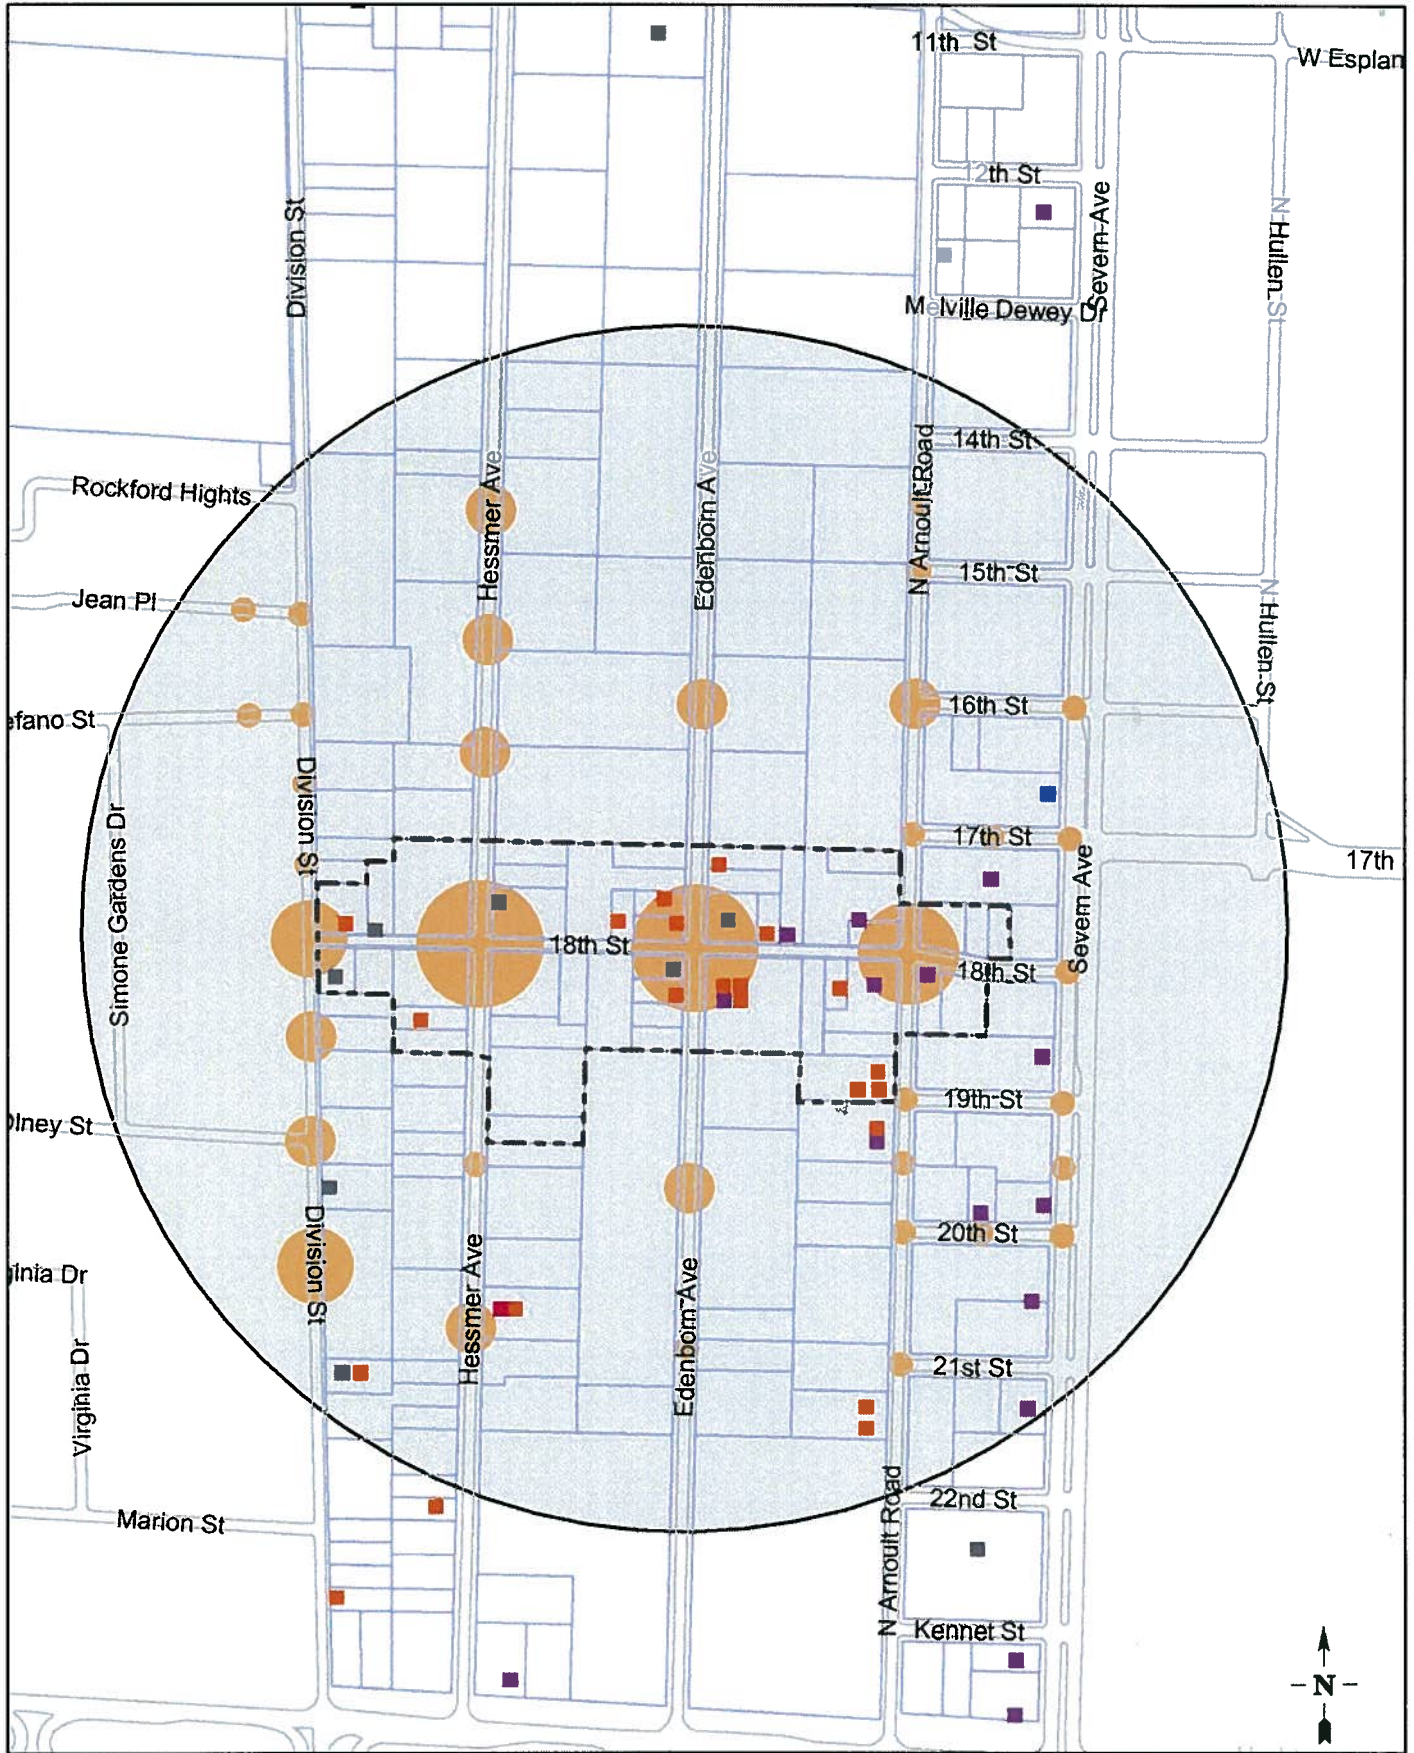 11th St
W Esplan
12th St
Division St
Severn Ave
N Hullen St
Melville Dewey Dr
14th St
Rockford Hights
Hessmer Ave
Edenborn Ave
N Arnoult Road
15th St
Jean Pl
N Hullen St
16th St
efano St
Division St
17th St
17th
Simone Gardens Dr
Severn Ave
18th St
18th St
19th St
Olney St
20th St
Division St
Hessmer Ave
Edenborn Ave
ginia Dr
21st St
Virginia Dr
N Arnoult Road
22nd St
Marion St
Kennet St
N